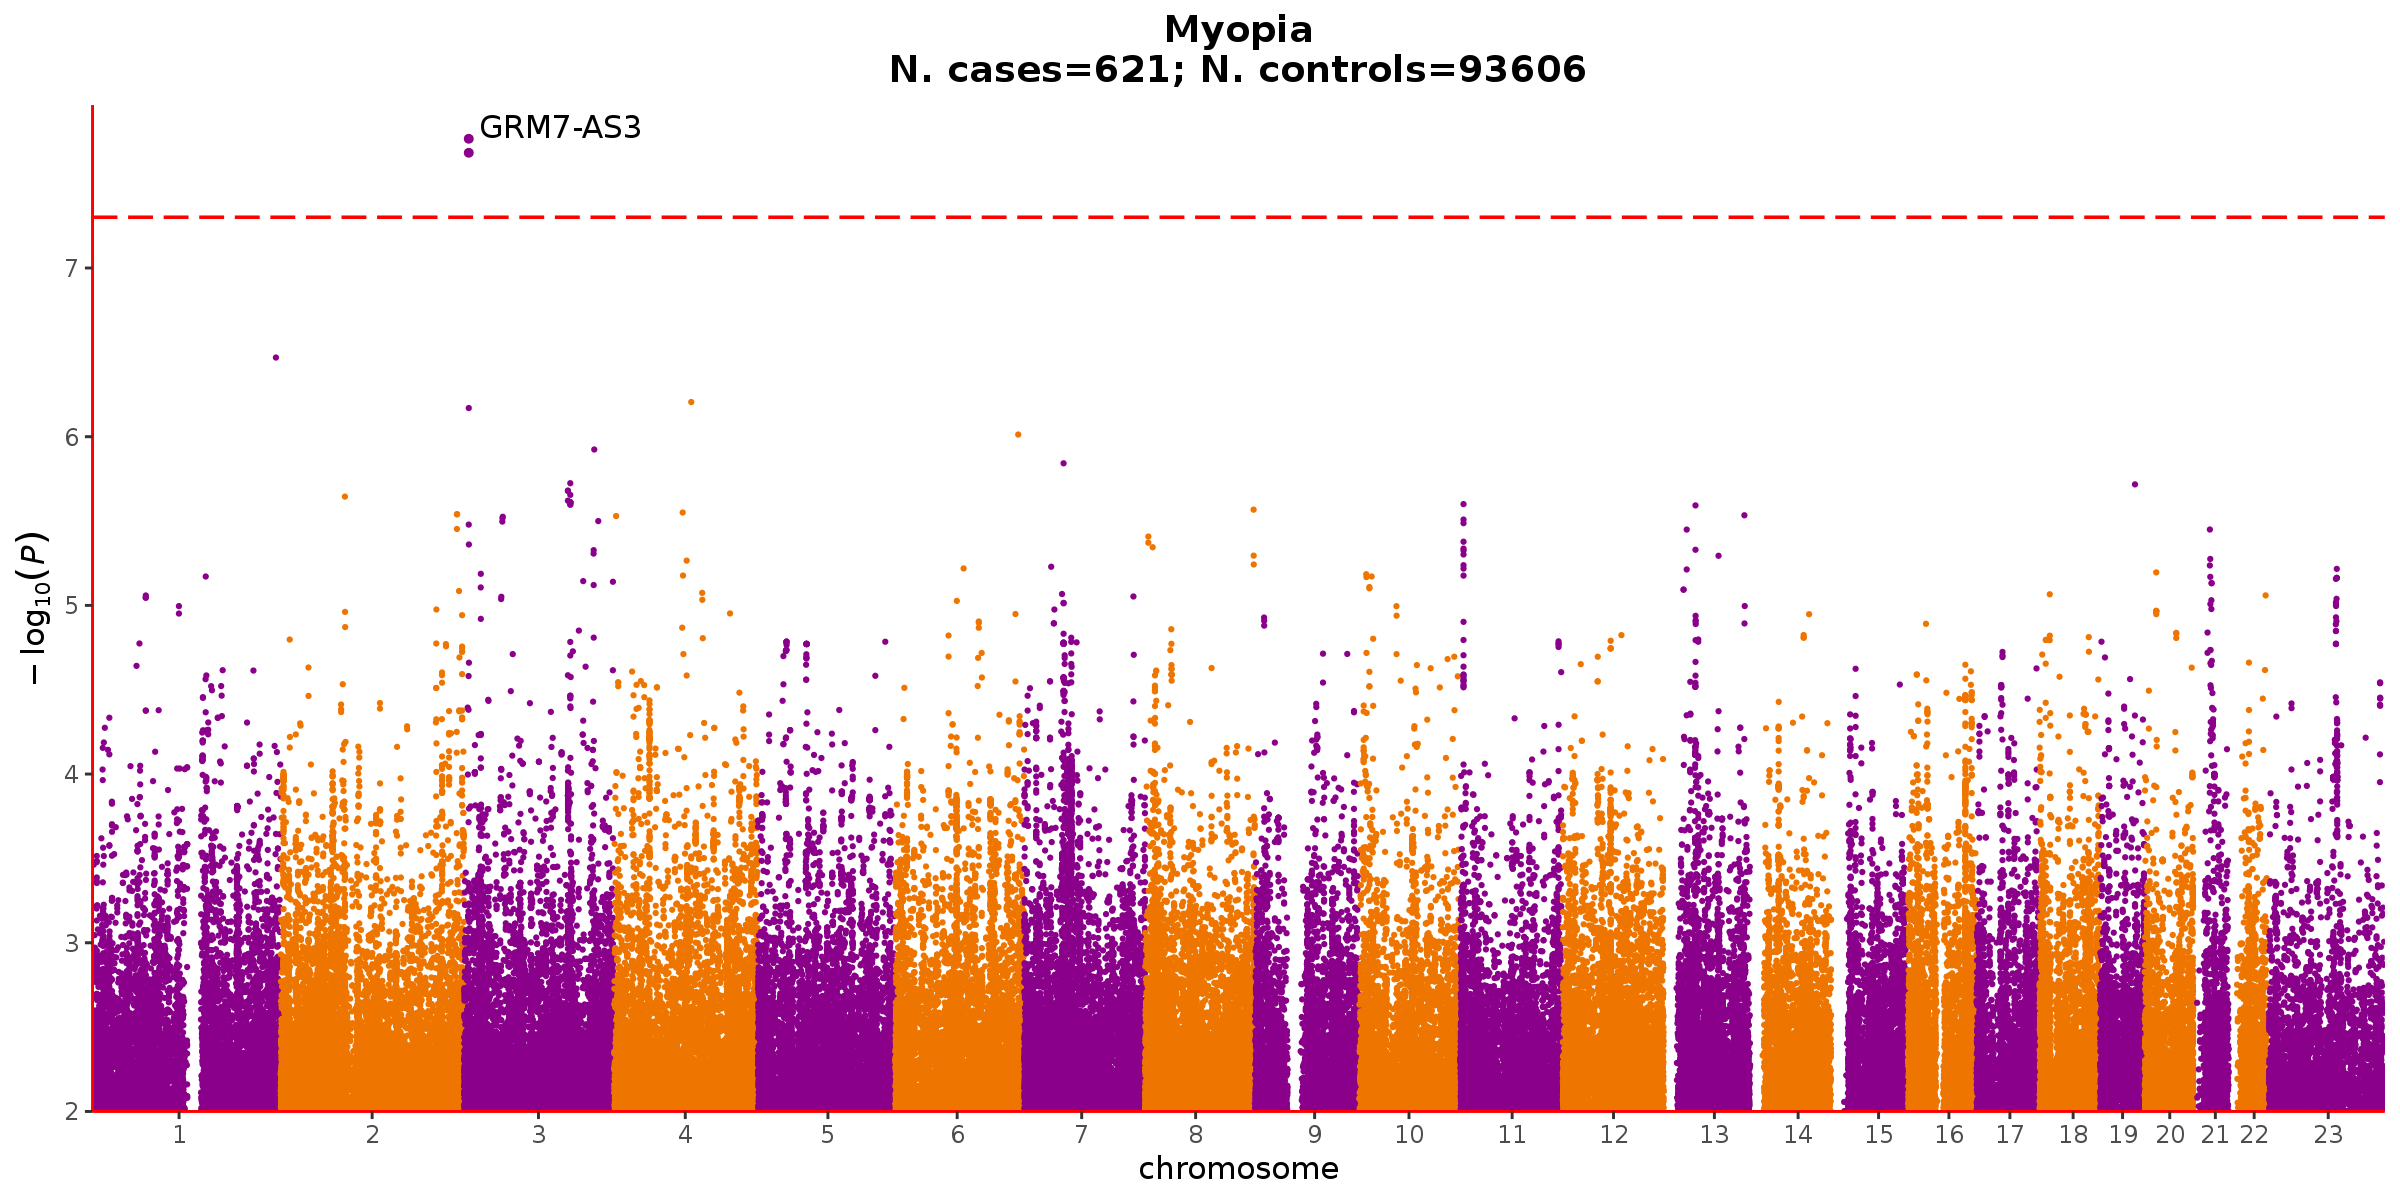 Myopia
N. cases=621; N. controls=93606
GRM7-AS3
7
6
5
4
3
2
−log₁₀(P)
1 2 3 4 5 6 7 8 9 10 11 12 13 14 15 16 17 18 19 20 21 22 23
chromosome